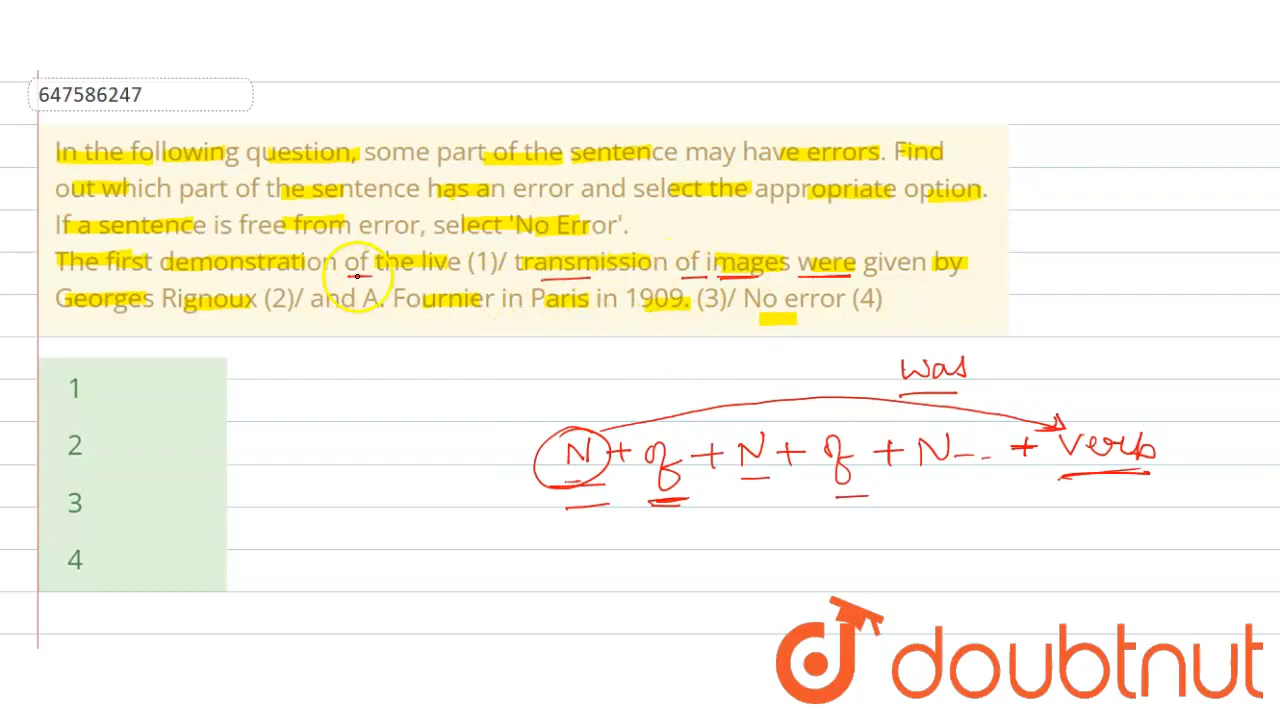 647586247
In the following question, some part of the sentence may have errors. Find
out which part of the sentence has an error and select the appropriate option.
If a sentence is free from error, select 'No Error'.
The first demonstration of the live (1)/ transmission of images were given by
Georges Rignoux (2)/ and A. Fournier in Paris in 1909. (3)/ No error (4)
1
2
3
4
was
N + of + N + of + N-- + verb
doubtnut